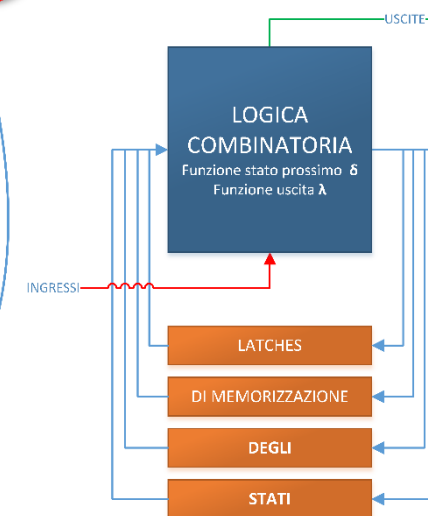 USCITE
LOGICA
COMBINATORIA
Funzione stato prossimo δ
Funzione uscita λ
INGRESSI
LATCHES
DI MEMORIZZAZIONE
DEGLI
STATI